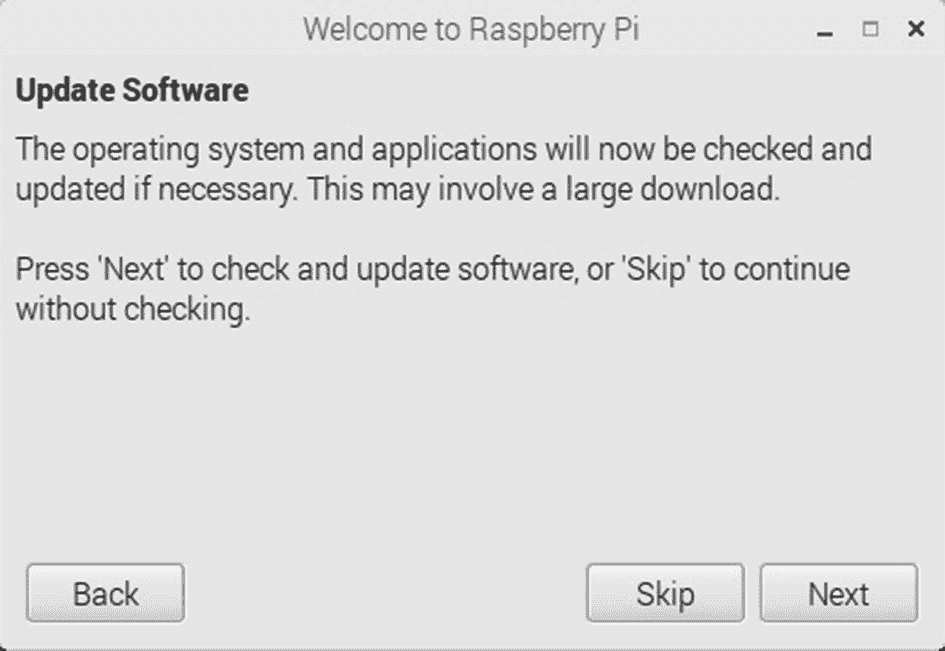 Welcome to Raspberry Pi
Update Software
The operating system and applications will now be checked and
updated if necessary. This may involve a large download.
Press 'Next' to check and update software, or 'Skip' to continue
without checking.
Back
Skip
Next